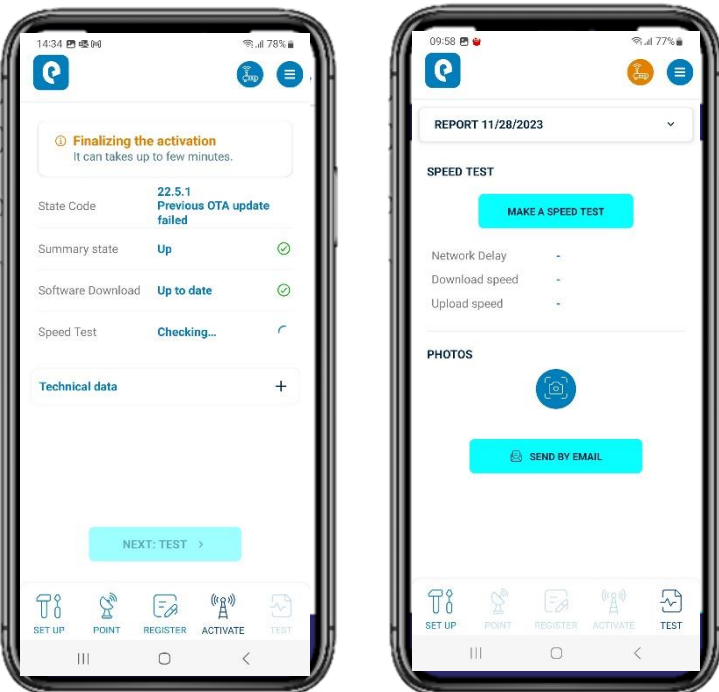 14:34
78%
Finalizing the activation
It can takes up to few minutes.
State Code
22.5.1
Previous OTA update
failed
Summary state
Up
Software Download
Up to date
Speed Test
Checking...
Technical data
+
NEXT: TEST >
SET UP
POINT
REGISTER
ACTIVATE
TEST
09:58
77%
REPORT 11/28/2023
SPEED TEST
MAKE A SPEED TEST
Network Delay -
Download speed -
Upload speed -
PHOTOS
SEND BY EMAIL
SET UP
POINT
REGISTER
ACTIVATE
TEST